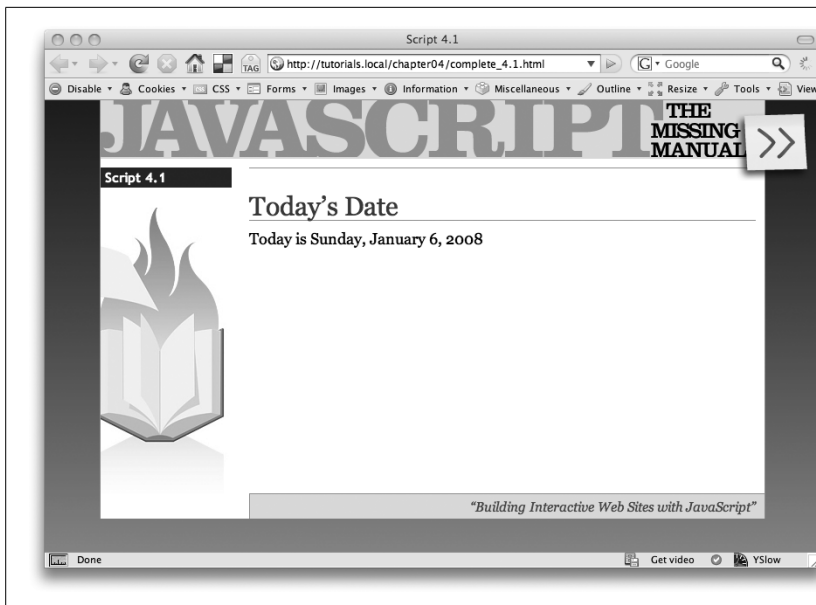 Script 4.1
TAG http://tutorials.local/chapter04/complete_4.1.html G Google
Disable Cookies CSS Forms Images Information Miscellaneous Outline Resize Tools View
JAVASCRIPT
THE
MISSING
MANUAL
>>
Script 4.1
Today's Date
Today is Sunday, January 6, 2008
“Building Interactive Web Sites with JavaScript”
Done Get video YSlow